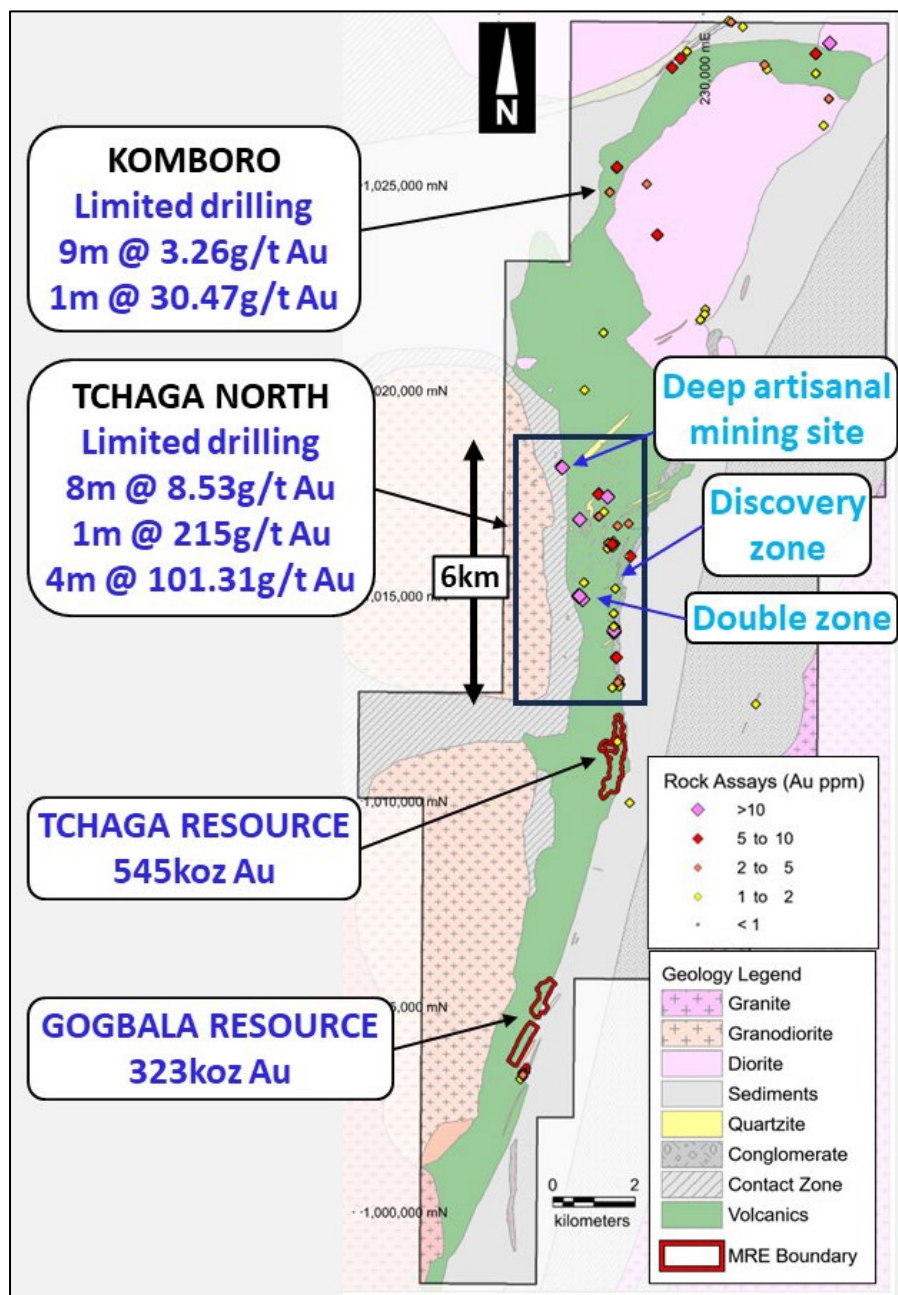 N
230,000 mE
KOMBORO
Limited drilling
9m @ 3.26g/t Au
1m @ 30.47g/t Au
1,025,000 mN
TCHAGA NORTH
Limited drilling
8m @ 8.53g/t Au
1m @ 215g/t Au
4m @ 101.31g/t Au
1,020,000 mN
Deep artisanal
mining site
Discovery
zone
6km
1,015,000 mN
Double zone
TCHAGA RESOURCE
545koz Au
1,010,000 mN
Rock Assays (Au ppm)
>10
5 to 10
2 to 5
1 to 2
< 1
GOGBALA RESOURCE
323koz Au
5,000 mN
Geology Legend
Granite
Granodiorite
Diorite
Sediments
Quartzite
Conglomerate
Contact Zone
Volcanics
MRE Boundary
0 2
kilometers
1,000,000 mN